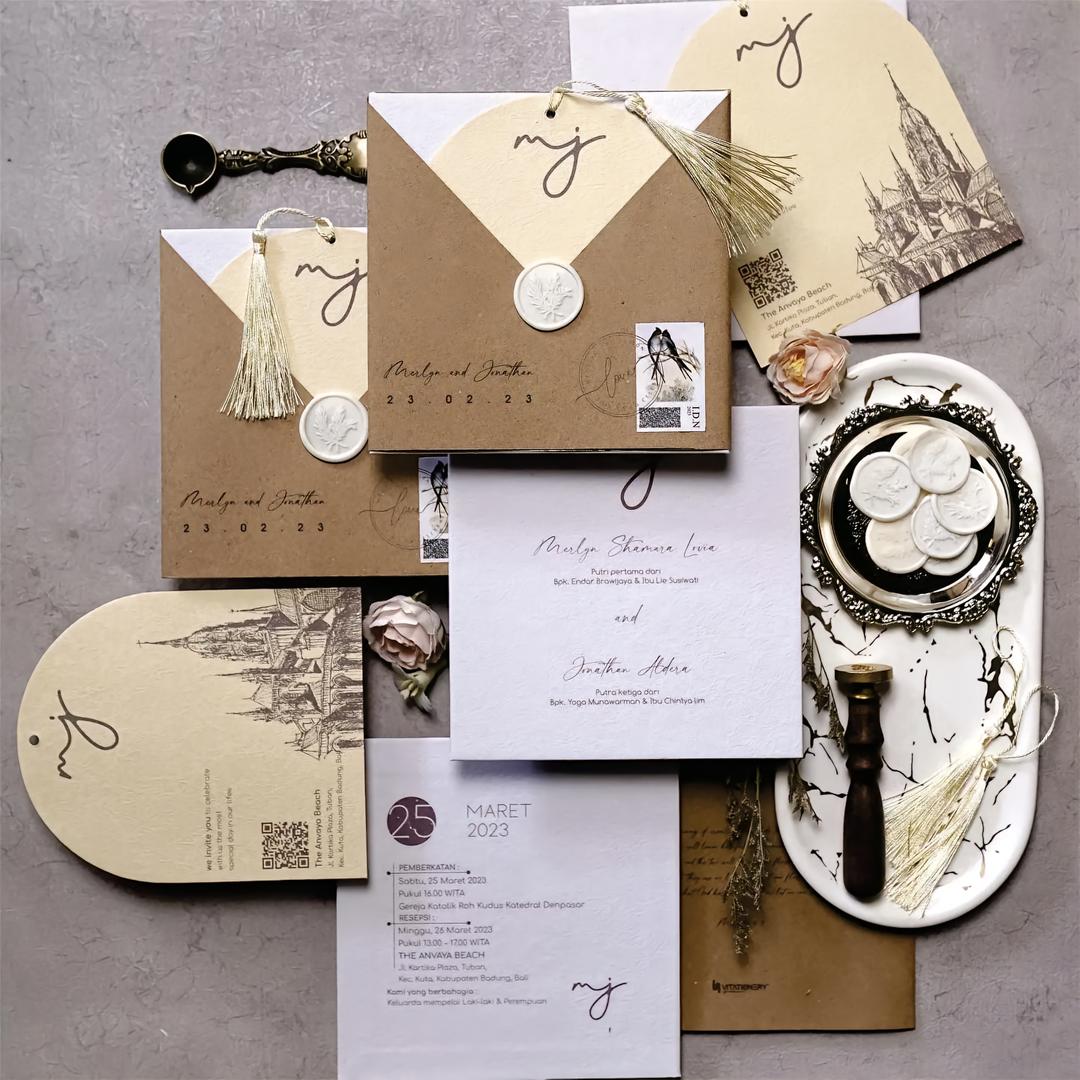 mj
The Anvaya Beach
Jl. Kartika Plaza, Tuban,
Kec. Kuta, Kabupaten Badung, Bali
mj
Merlyn and Jonathan
23.02.23
love
I.D.N
mj
Merlyn and Jonathan
23.02.23
love
Merlyn Shamara Lovia
Putri pertama dari
Bpk. Endar Brawijaya & Ibu Lie Susiwati
and
Jonathan Aldera
Putra ketiga dari
Bpk. Yoga Munawarman & Ibu Chintya lim
mj
we invite you to celebrate
with us the most
special day in our lifee
The Anvaya Beach
Jl. Kartika Plaza, Tuban,
Kec. Kuta, Kabupaten Badung, Ba
25
MARET
2023
PEMBERKATAN :
Sabtu, 25 Maret 2023
Pukul 16.00 WITA
Gereja Katolik Roh Kudus Katedral Denpasar
RESEPSI :
Minggu, 26 Maret 2023
Pukul 13.00 - 17.00 WITA
THE ANVAYA BEACH
Jl. Kartika Plaza, Tuban,
Kec. Kuta, Kabupaten Badung, Bali
Kami yang berbahagia :
Keluarda mempelai Laki-laki & Perempuan
mj
VITATIONERY